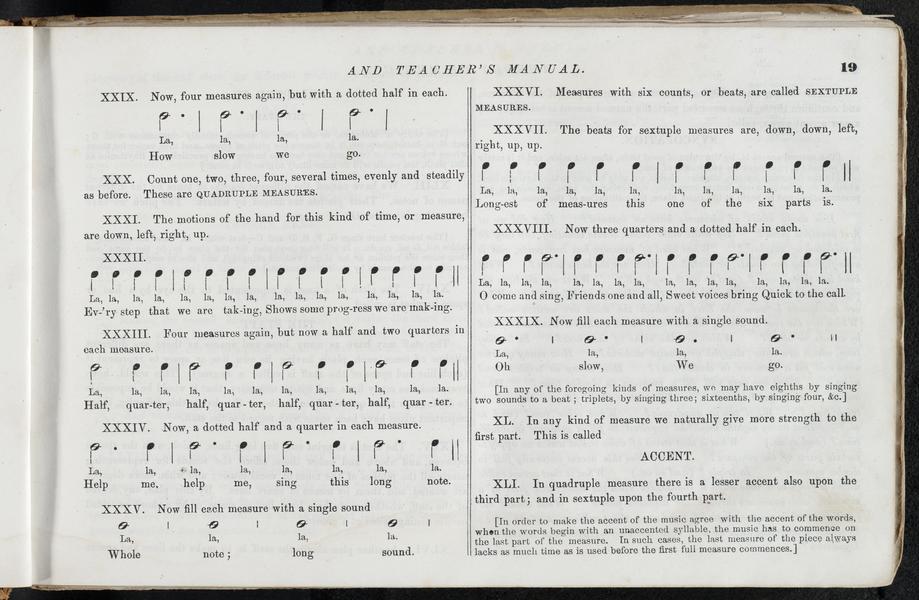 AND TEACHER'S MANUAL.
19
XXIX. Now, four measures again, but with a dotted half in each.
La, la, la, la.
How slow we go.
XXX. Count one, two, three, four, several times, evenly and steadily
as before. These are QUADRUPLE MEASURES.
XXXI. The motions of the hand for this kind of time, or measure,
are down, left, right, up.
XXXII.
La, la, la, la, la, la, la, la, la, la, la, la, la, la, la, la.
Ev-'ry step that we are tak-ing, Shows some prog-ress we are mak-ing.
XXXIII. Four measures again, but now a half and two quarters in
each measure.
La, la, la, la, la, la, la, la, la, la, la, la.
Half, quar-ter, half, quar-ter, half, quar-ter, half, quar-ter.
XXXIV. Now, a dotted half and a quarter in each measure.
La, la, la, la, la, la, la, la.
Help me, help me, sing this long note.
XXXV. Now fill each measure with a single sound
La, la, la, la.
Whole note; long sound.
XXXVI. Measures with six counts, or beats, are called SEXTUPLE
MEASURES.
XXXVII. The beats for sextuple measures are, down, down, left,
right, up, up.
La, la, la, la, la, la, la, la, la, la, la, la.
Long-est of meas-ures this one of the six parts is.
XXXVIII. Now three quarters and a dotted half in each.
La, la, la, la, la, la, la, la, la, la, la, la, la, la, la, la.
O come and sing, Friends one and all, Sweet voices bring Quick to the call.
XXXIX. Now fill each measure with a single sound.
La, la, la, la.
Oh slow, We go.
[In any of the foregoing kinds of measures, we may have eighths by singing
two sounds to a beat; triplets, by singing three; sixteenths, by singing four, &c.]
XL. In any kind of measure we naturally give more strength to the
first part. This is called
ACCENT.
XLI. In quadruple measure there is a lesser accent also upon the
third part; and in sextuple upon the fourth part.
[In order to make the accent of the music agree with the accent of the words,
when the words begin with an unaccented syllable, the music has to commence on
the last part of the measure. In such cases, the last measure of the piece always
lacks as much time as is used before the first full measure commences.]